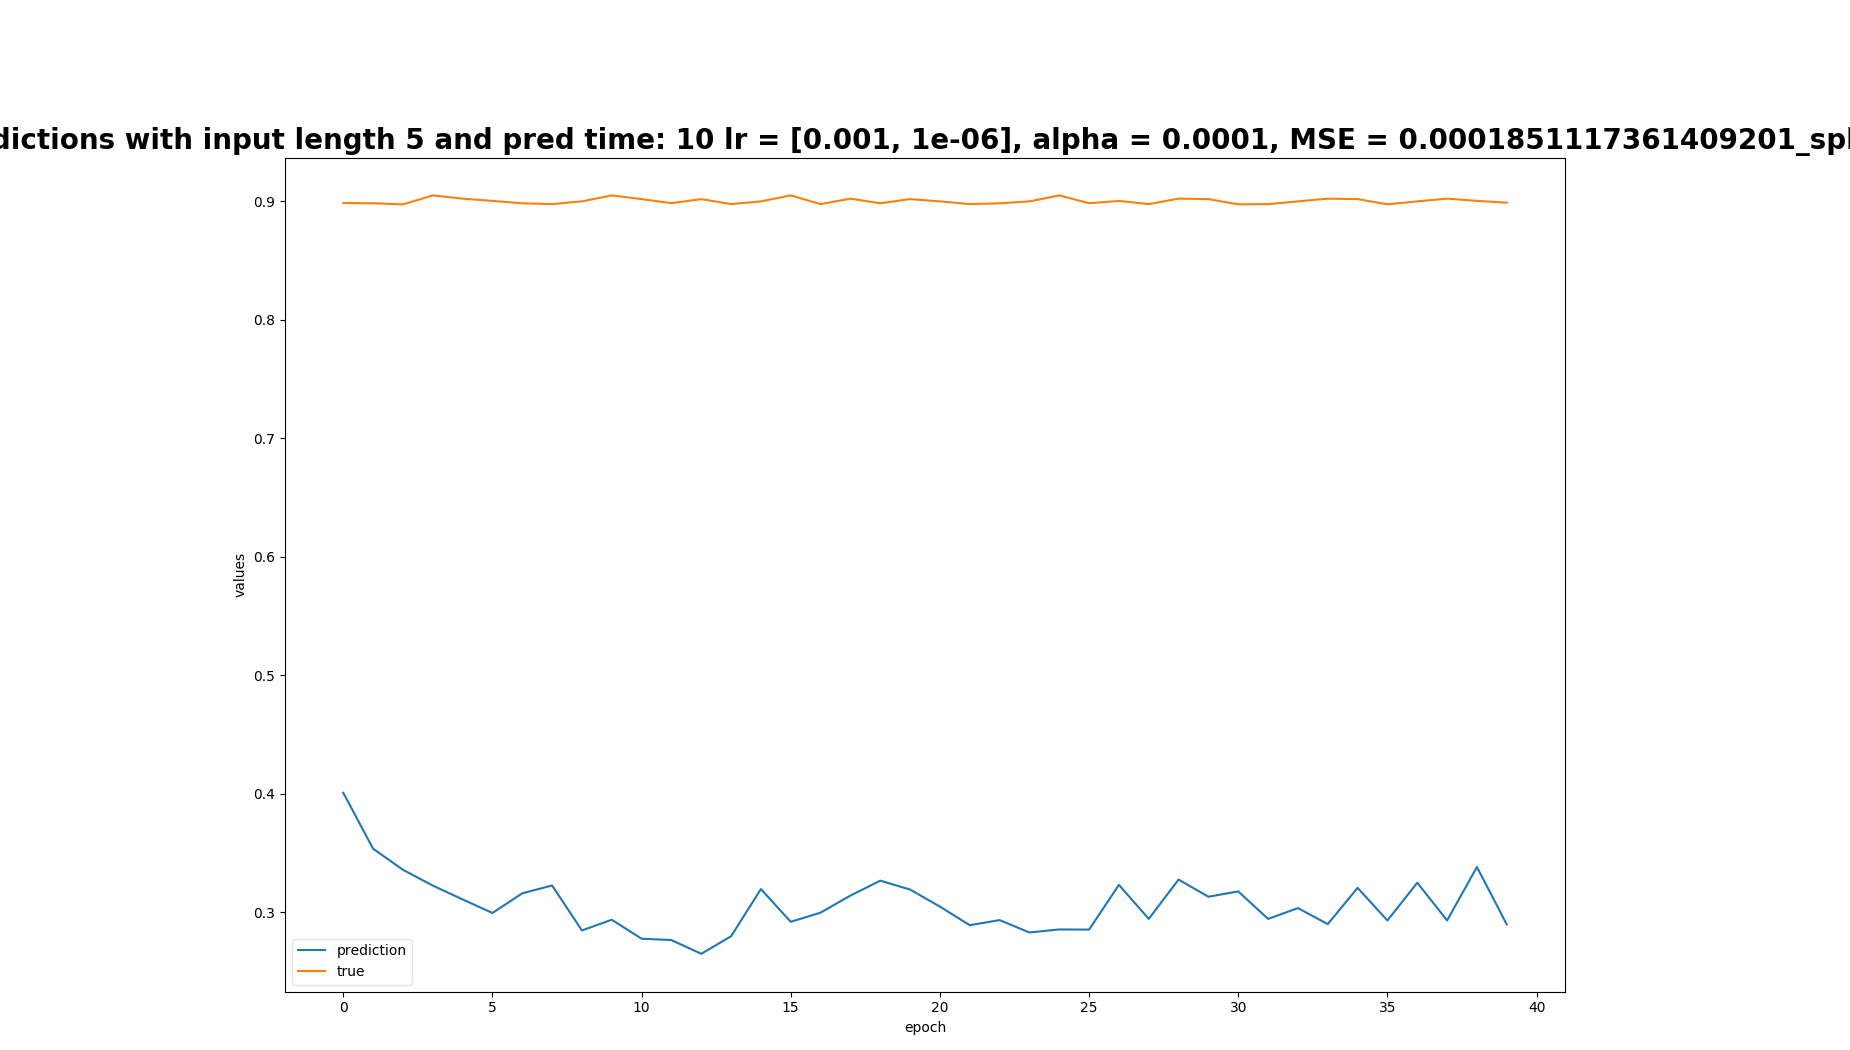 dictions with input length 5 and pred time: 10 lr = [0.001, 1e-06], alpha = 0.0001, MSE = 0.0001851117361409201_spl
0.9
0.8
0.7
0.6
0.5
0.4
0.3
values
prediction
true
0 5 10 15 20 25 30 35 40
epoch